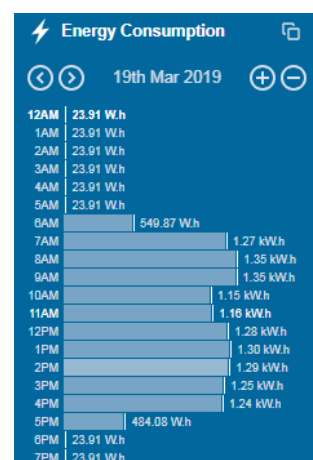 Energy Consumption
19th Mar 2019
12AM 23.91 W.h
1AM 23.91 W.h
2AM 23.91 W.h
3AM 23.91 W.h
4AM 23.91 W.h
5AM 23.91 W.h
6AM 549.87 W.h
7AM 1.27 kW.h
8AM 1.35 kW.h
9AM 1.35 kW.h
10AM 1.15 kW.h
11AM 1.16 kW.h
12PM 1.28 kW.h
1PM 1.30 kW.h
2PM 1.29 kW.h
3PM 1.25 kW.h
4PM 1.24 kW.h
5PM 484.08 W.h
6PM 23.91 W.h
7PM 23.91 W.h